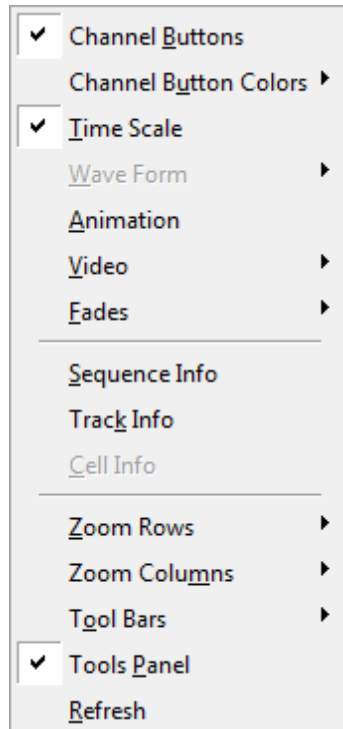 Channel Buttons
Channel Button Colors
Time Scale
Wave Form
Animation
Video
Fades
Sequence Info
Track Info
Cell Info
Zoom Rows
Zoom Columns
Tool Bars
Tools Panel
Refresh